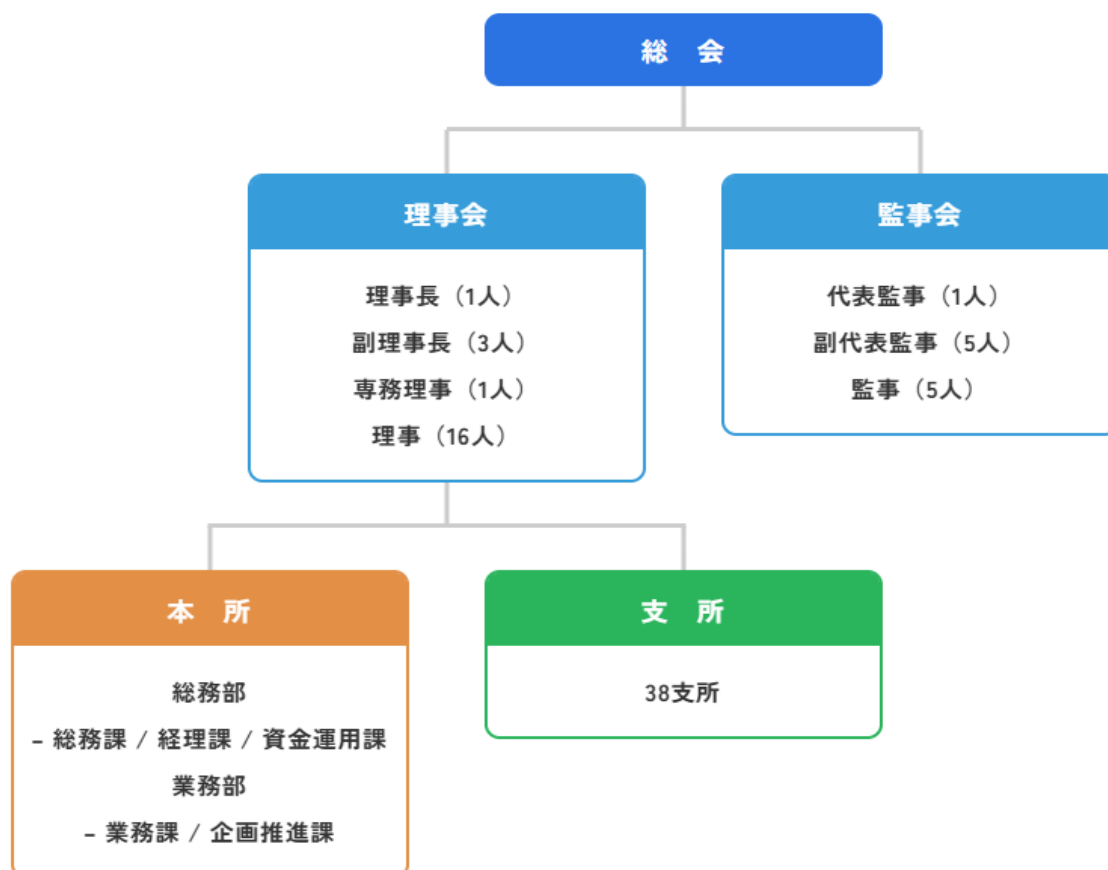 総　会
理事会
理事長（1人）
副理事長（3人）
専務理事（1人）
理事（16人）
監事会
代表監事（1人）
副代表監事（5人）
監事（5人）
本　所
総務部
– 総務課 / 経理課 / 資金運用課
業務部
– 業務課 / 企画推進課
支　所
38支所